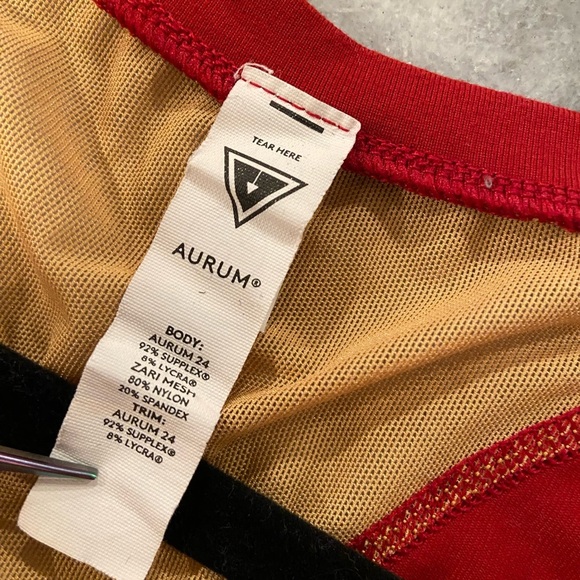 TEAR HERE
AURUM®
BODY:
AURUM 24
92% SUPPLEX®
8% LYCRA®
ZARI MESH
80% NYLON
20% SPANDEX
TRIM:
AURUM 24
92% SUPPLEX®
8% LYCRA®